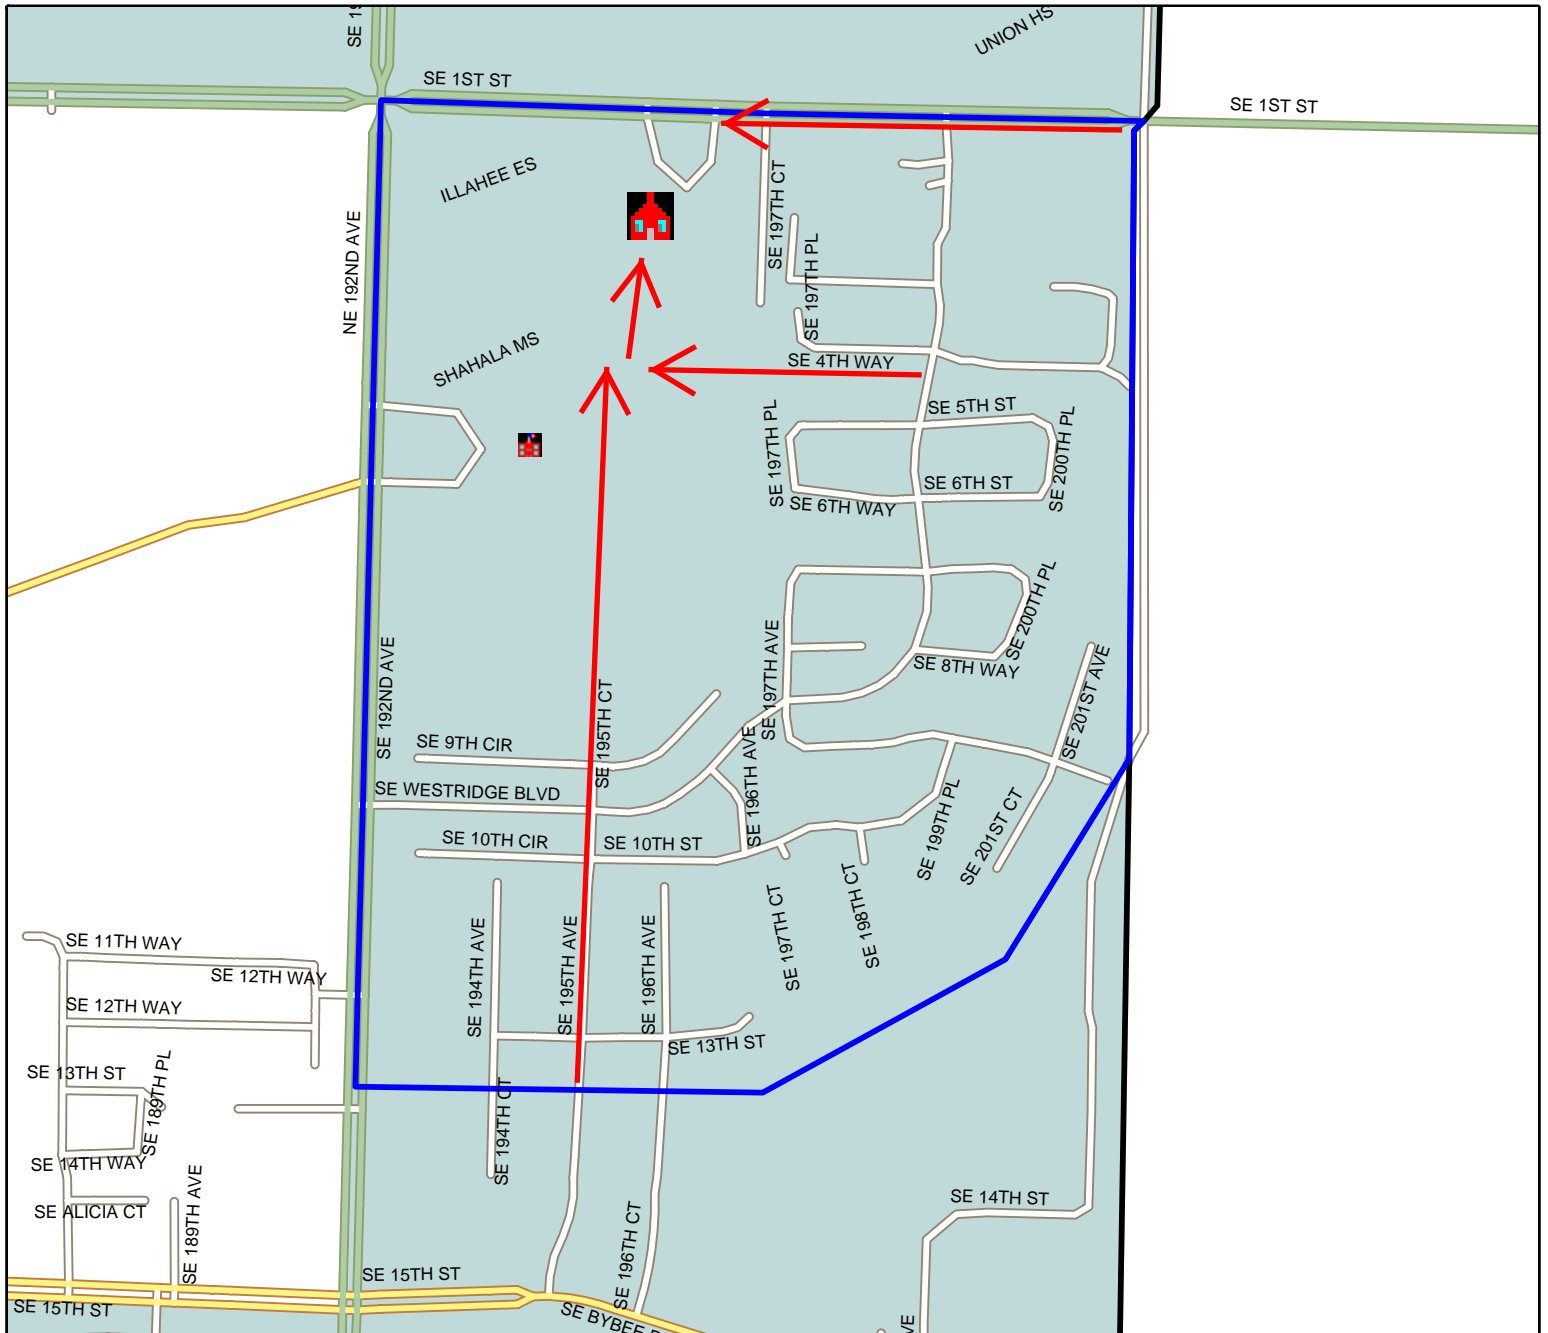 SE 19
UNION HS
SE 1ST ST
SE 1ST ST
ILLAHEE ES
SE 197TH CT
NE 192ND AVE
SE 197TH PL
SHAHALA MS
SE 4TH WAY
SE 5TH ST
SE 197TH PL
SE 200TH PL
SE 6TH ST
SE 6TH WAY
SE 200TH PL
SE 8TH WAY
SE 197TH AVE
SE 192ND AVE
SE 195TH CT
SE 201ST AVE
SE 9TH CIR
SE 196TH AVE
SE WESTRIDGE BLVD
SE 199TH PL
SE 201ST CT
SE 10TH CIR
SE 10TH ST
SE 198TH CT
SE 197TH CT
SE 194TH AVE
SE 195TH AVE
SE 196TH AVE
SE 11TH WAY
SE 12TH WAY
SE 12TH WAY
SE 13TH ST
SE 13TH ST
SE 189TH PL
SE 194TH CT
SE 14TH WAY
SE 189TH AVE
SE ALICIA CT
SE 14TH ST
SE 196TH CT
SE 15TH ST
SE 15TH ST
SE BYBEE
VE